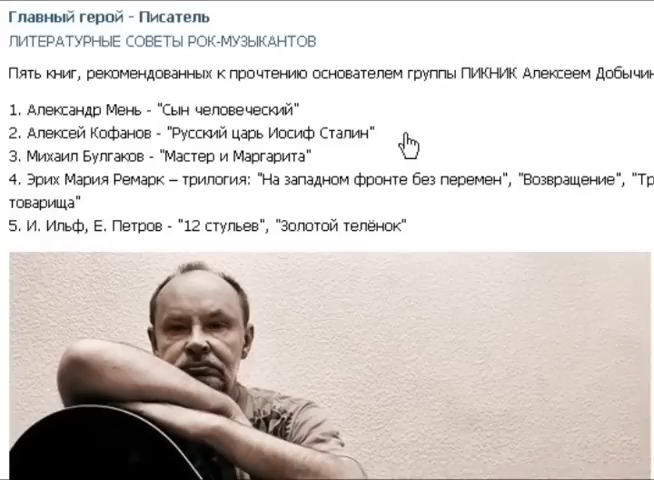 Главный герой - Писатель
ЛИТЕРАТУРНЫЕ СОВЕТЫ РОК-МУЗЫКАНТОВ
Пять книг, рекомендованных к прочтению основателем группы ПИКНИК Алексеем Добычин
1. Александр Мень - "Сын человеческий"
2. Алексей Кофанов - "Русский царь Иосиф Сталин"
3. Михаил Булгаков - "Мастер и Маргарита"
4. Эрих Мария Ремарк – трилогия: "На западном фронте без перемен", "Возвращение", "Тр
товарища"
5. И. Ильф, Е. Петров - "12 стульев", "Золотой телёнок"